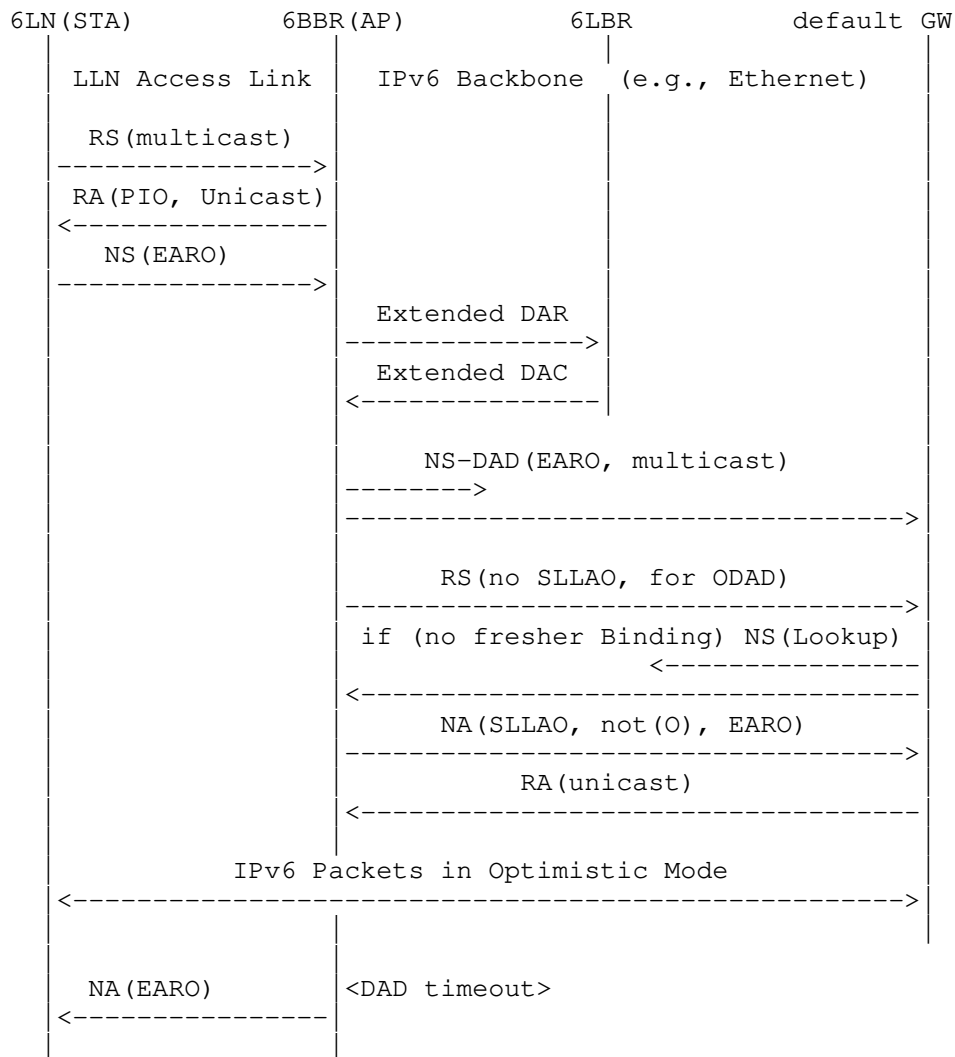 6LN(STA) 6BBR(AP) 6LBR default GW
LLN Access Link IPv6 Backbone (e.g., Ethernet)
RS(multicast)
RA(PIO, Unicast)
NS(EARO)
Extended DAR
Extended DAC
NS-DAD(EARO, multicast)
RS(no SLLAO, for ODAD)
if (no fresher Binding) NS(Lookup)
NA(SLLAO, not(O), EARO)
RA(unicast)
IPv6 Packets in Optimistic Mode
NA(EARO) <DAD timeout>